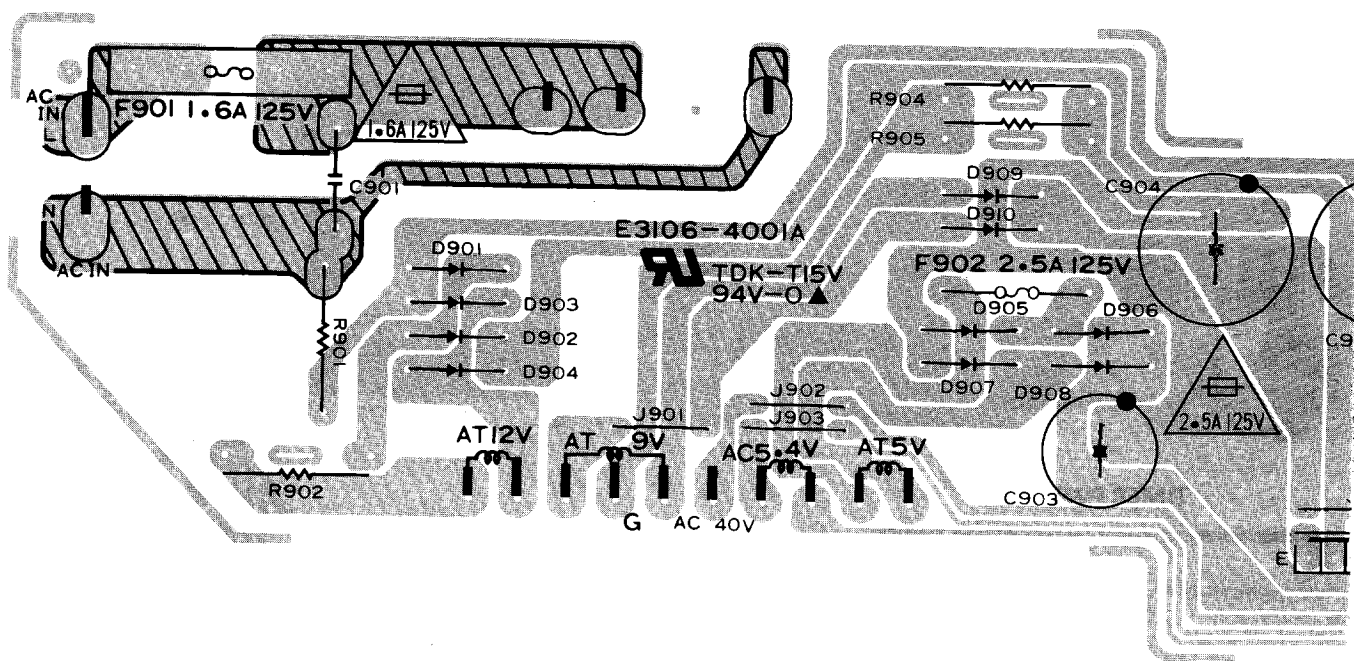 AC
IN
L
F901 1.6A 125V
1.6A 125V
R904
R905
C901
D909
D910
C904
N
AC IN
E3106-4001A
TDK-T15V
94V-0
F902 2.5A 125V
D901
D903
D902
D904
D905
D906
D907
D908
R901
J902
J901
J903
2.5A 125V
AT 12V
AT 9V
AC5.4V
AT5V
R902
G
AC 40V
C903
E